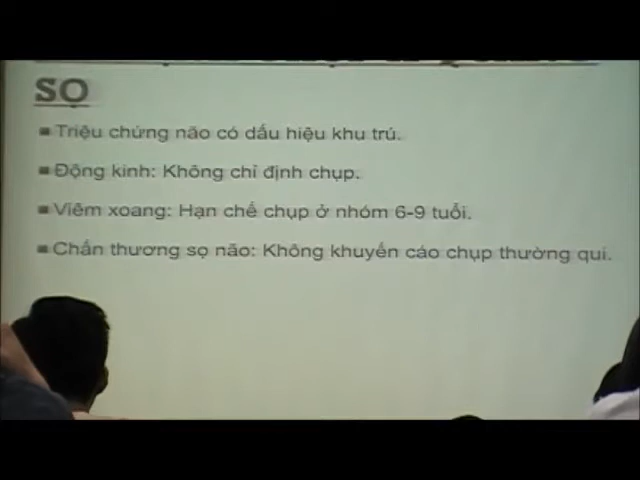 SỌ
Triệu chứng não có dấu hiệu khu trú.
Động kinh: Không chỉ định chụp.
Viêm xoang: Hạn chế chụp ở nhóm 6-9 tuổi.
Chấn thương sọ não: Không khuyến cáo chụp thường qui.